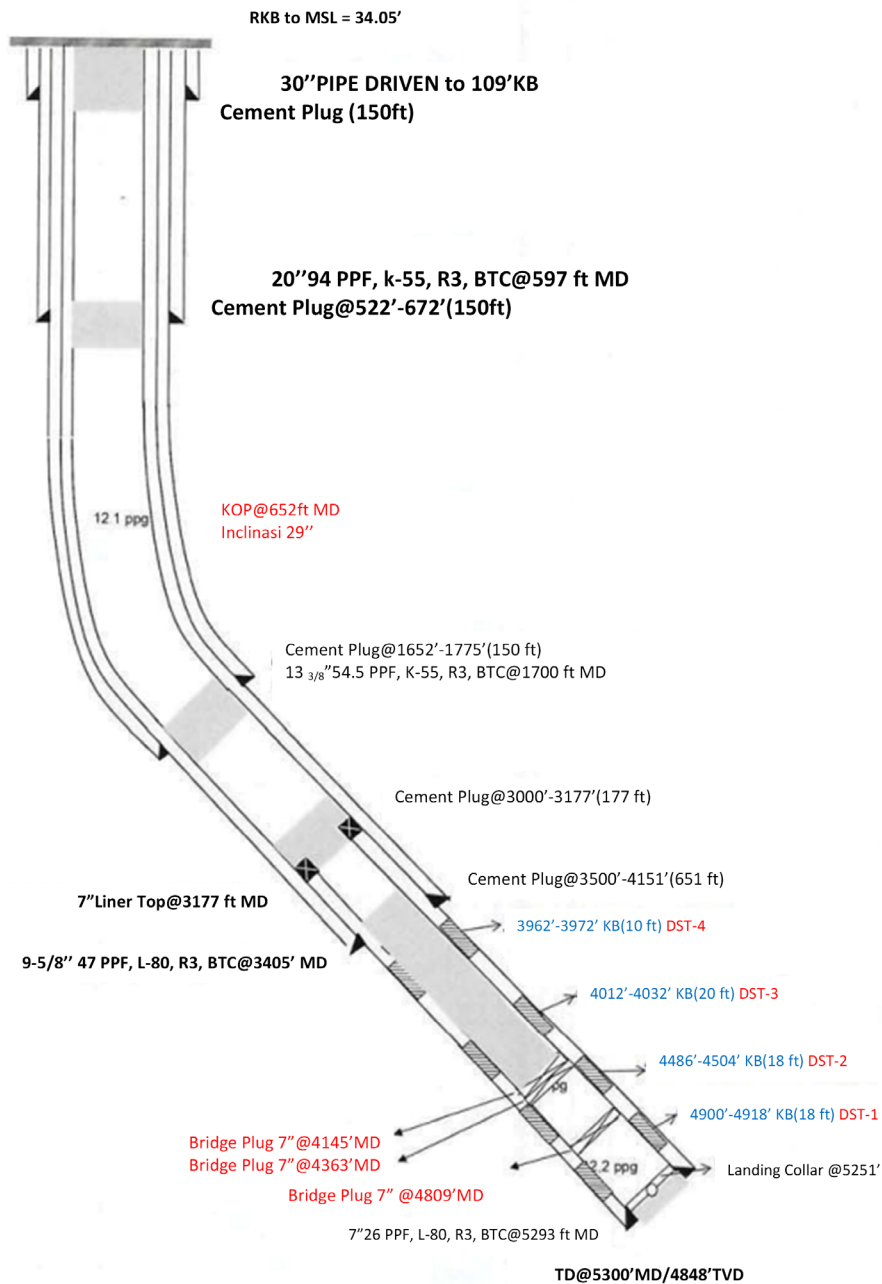 RKB to MSL = 34.05’
30’’PIPE DRIVEN to 109’KB
Cement Plug (150ft)
20’’94 PPF, k-55, R3, BTC@597 ft MD
Cement Plug@522’-672’(150ft)
KOP@652ft MD
12.1 ppg
Inclinasi 29’’
Cement Plug@1652’-1775’(150 ft)
13 3/8”54.5 PPF, K-55, R3, BTC@1700 ft MD
Cement Plug@3000’-3177’(177 ft)
Cement Plug@3500’-4151’(651 ft)
7”Liner Top@3177 ft MD
3962’-3972’ KB(10 ft) DST-4
9-5/8’’ 47 PPF, L-80, R3, BTC@3405’ MD
4012’-4032’ KB(20 ft) DST-3
4486’-4504’ KB(18 ft) DST-2
4900’-4918’ KB(18 ft) DST-1
Bridge Plug 7”@4145’MD
Bridge Plug 7”@4363’MD
2.2 ppg
Landing Collar @5251’
Bridge Plug 7” @4809’MD
7”26 PPF, L-80, R3, BTC@5293 ft MD
TD@5300’MD/4848’TVD